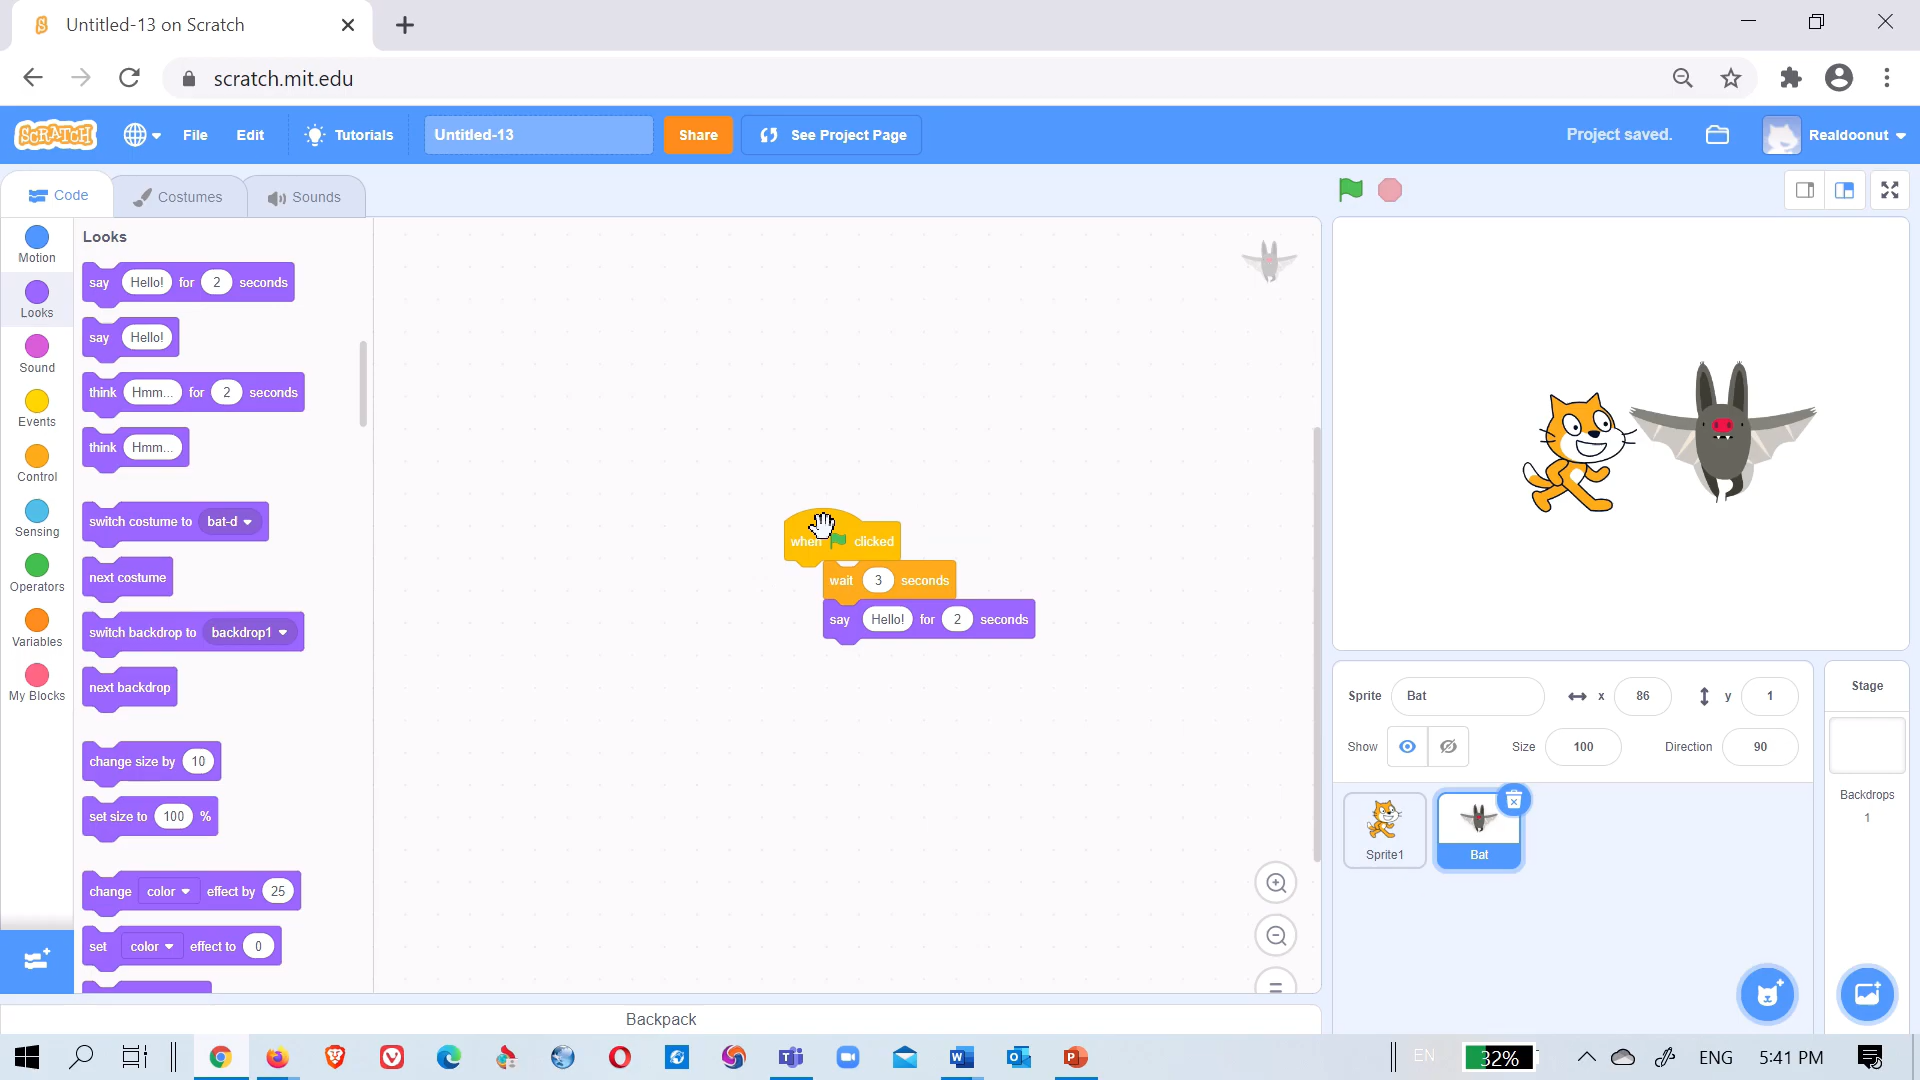 Untitled-13 on Scratch
scratch.mit.edu
SCRATCH File Edit Tutorials Untitled-13 Share See Project Page Project saved. Realdoonut
Code Costumes Sounds
Motion
Looks
Sound
Events
Control
Sensing
Operators
Variables
My Blocks
Looks
say Hello! for 2 seconds
say Hello!
think Hmm... for 2 seconds
think Hmm...
switch costume to bat-d
next costume
switch backdrop to backdrop1
next backdrop
change size by 10
set size to 100 %
change color effect by 25
set color effect to 0
when clicked
wait 3 seconds
say Hello! for 2 seconds
Sprite Bat x 86 y 1
Show Size 100 Direction 90
Sprite1
Bat
Stage
Backdrops
1
Backpack
EN 32% ENG 5:41 PM